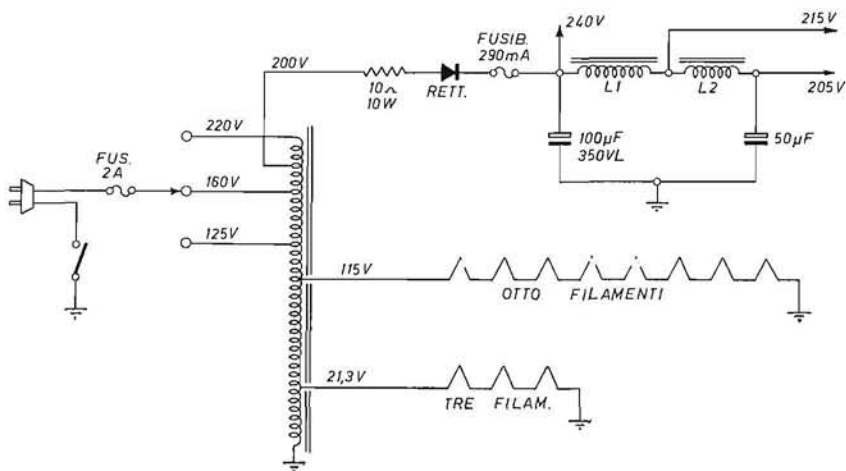 240V
215V
FUSIB.
290mA
200V
L1
L2
10Ω
10W
RETT.
205V
220V
100µF
350VL
50µF
FUS.
2A
160V
125V
115V
OTTO FILAMENTI
21,3V
TRE FILAM.